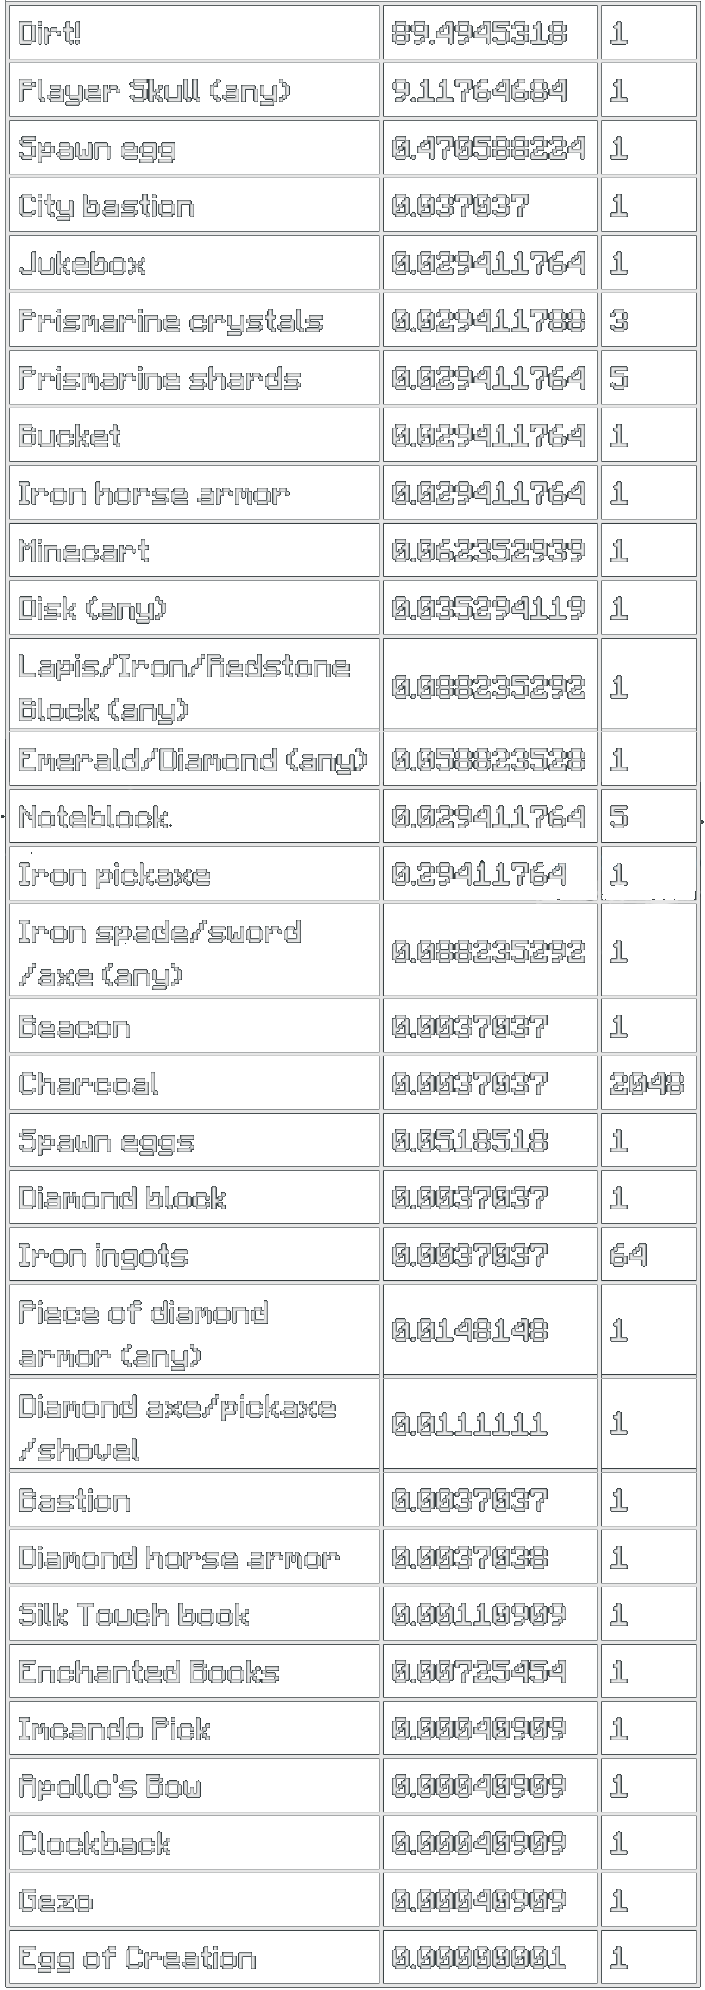 Dirt! 89.4945318 1
Player Skull (any) 9.11764684 1
Spawn egg 0.470588224 1
City bastion 0.037037 1
Jukebox 0.029411764 1
Prismarine crystals 0.029411788 3
Prismarine shards 0.029411764 5
Bucket 0.029411764 1
Iron horse armor 0.029411764 1
Minecart 0.062352939 1
Disk (any) 0.035294119 1
Lapis/Iron/Redstone
Block (any) 0.088235292 1
Emerald/Diamond (any) 0.058823528 1
Noteblock 0.029411764 5
Iron pickaxe 0.29411764 1
Iron spade/sword
/axe (any) 0.088235292 1
Beacon 0.0037037 1
Charcoal 0.0037037 2048
Spawn eggs 0.0518518 1
Diamond block 0.0037037 1
Iron ingots 0.0037037 64
Piece of diamond
armor (any) 0.0148148 1
Diamond axe/pickaxe
/shovel 0.0111111 1
Bastion 0.0037037 1
Diamond horse armor 0.0037038 1
Silk Touch book 0.00110909 1
Enchanted Books 0.00725454 1
Imcando Pick 0.00040909 1
Apollo's Bow 0.00040909 1
Clockback 0.00040909 1
Gezo 0.00040909 1
Egg of Creation 0.00000001 1